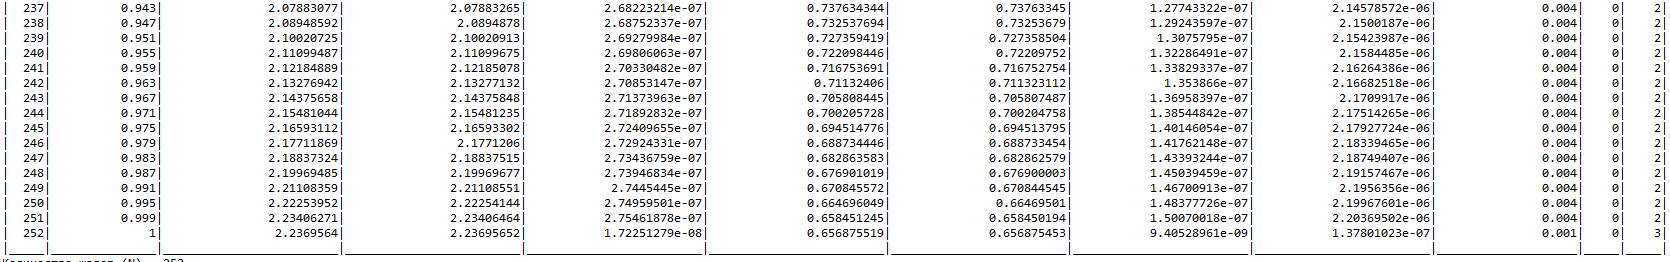 | 237| 0.943| 2.07883077| 2.07883265| 2.68223214e-07| 0.737634344| 0.73763345| 1.27743322e-07| 2.14578572e-06| 0.004| 0| 2|
| 238| 0.947| 2.08948592| 2.0894878| 2.68752337e-07| 0.732537694| 0.73253679| 1.29243597e-07| 2.1500187e-06| 0.004| 0| 2|
| 239| 0.951| 2.10020725| 2.10020913| 2.69279984e-07| 0.727359419| 0.727358504| 1.3075795e-07| 2.15423987e-06| 0.004| 0| 2|
| 240| 0.955| 2.11099487| 2.11099675| 2.69806063e-07| 0.722098446| 0.72209752| 1.32286491e-07| 2.1584485e-06| 0.004| 0| 2|
| 241| 0.959| 2.12184889| 2.12185078| 2.70330482e-07| 0.716753691| 0.716752754| 1.33829337e-07| 2.16264386e-06| 0.004| 0| 2|
| 242| 0.963| 2.13276942| 2.13277132| 2.70853147e-07| 0.71132406| 0.711323112| 1.353866e-07| 2.16682518e-06| 0.004| 0| 2|
| 243| 0.967| 2.14375658| 2.14375848| 2.71373963e-07| 0.705808445| 0.705807487| 1.36958397e-07| 2.1709917e-06| 0.004| 0| 2|
| 244| 0.971| 2.15481044| 2.15481235| 2.71892832e-07| 0.700205728| 0.700204758| 1.38544842e-07| 2.17514265e-06| 0.004| 0| 2|
| 245| 0.975| 2.16593112| 2.16593302| 2.72409655e-07| 0.694514776| 0.694513795| 1.40146054e-07| 2.17927724e-06| 0.004| 0| 2|
| 246| 0.979| 2.17711869| 2.1771206| 2.72924331e-07| 0.688734446| 0.688733454| 1.41762148e-07| 2.18339465e-06| 0.004| 0| 2|
| 247| 0.983| 2.18837324| 2.18837515| 2.73436759e-07| 0.682863583| 0.682862579| 1.43393244e-07| 2.18749407e-06| 0.004| 0| 2|
| 248| 0.987| 2.19969485| 2.19969677| 2.73946834e-07| 0.676901019| 0.676900003| 1.45039459e-07| 2.19157467e-06| 0.004| 0| 2|
| 249| 0.991| 2.21108359| 2.21108551| 2.7445445e-07| 0.670845572| 0.670844545| 1.46700913e-07| 2.1956356e-06| 0.004| 0| 2|
| 250| 0.995| 2.22253952| 2.22254144| 2.74959501e-07| 0.664696049| 0.66469501| 1.48377726e-07| 2.19967601e-06| 0.004| 0| 2|
| 251| 0.999| 2.23406271| 2.23406464| 2.75461878e-07| 0.658451245| 0.658450194| 1.50070018e-07| 2.20369502e-06| 0.004| 0| 2|
| 252| 1| 2.2369564| 2.23695652| 1.72251279e-08| 0.656875519| 0.656875453| 9.40528961e-09| 1.37801023e-07| 0.001| 0| 3|